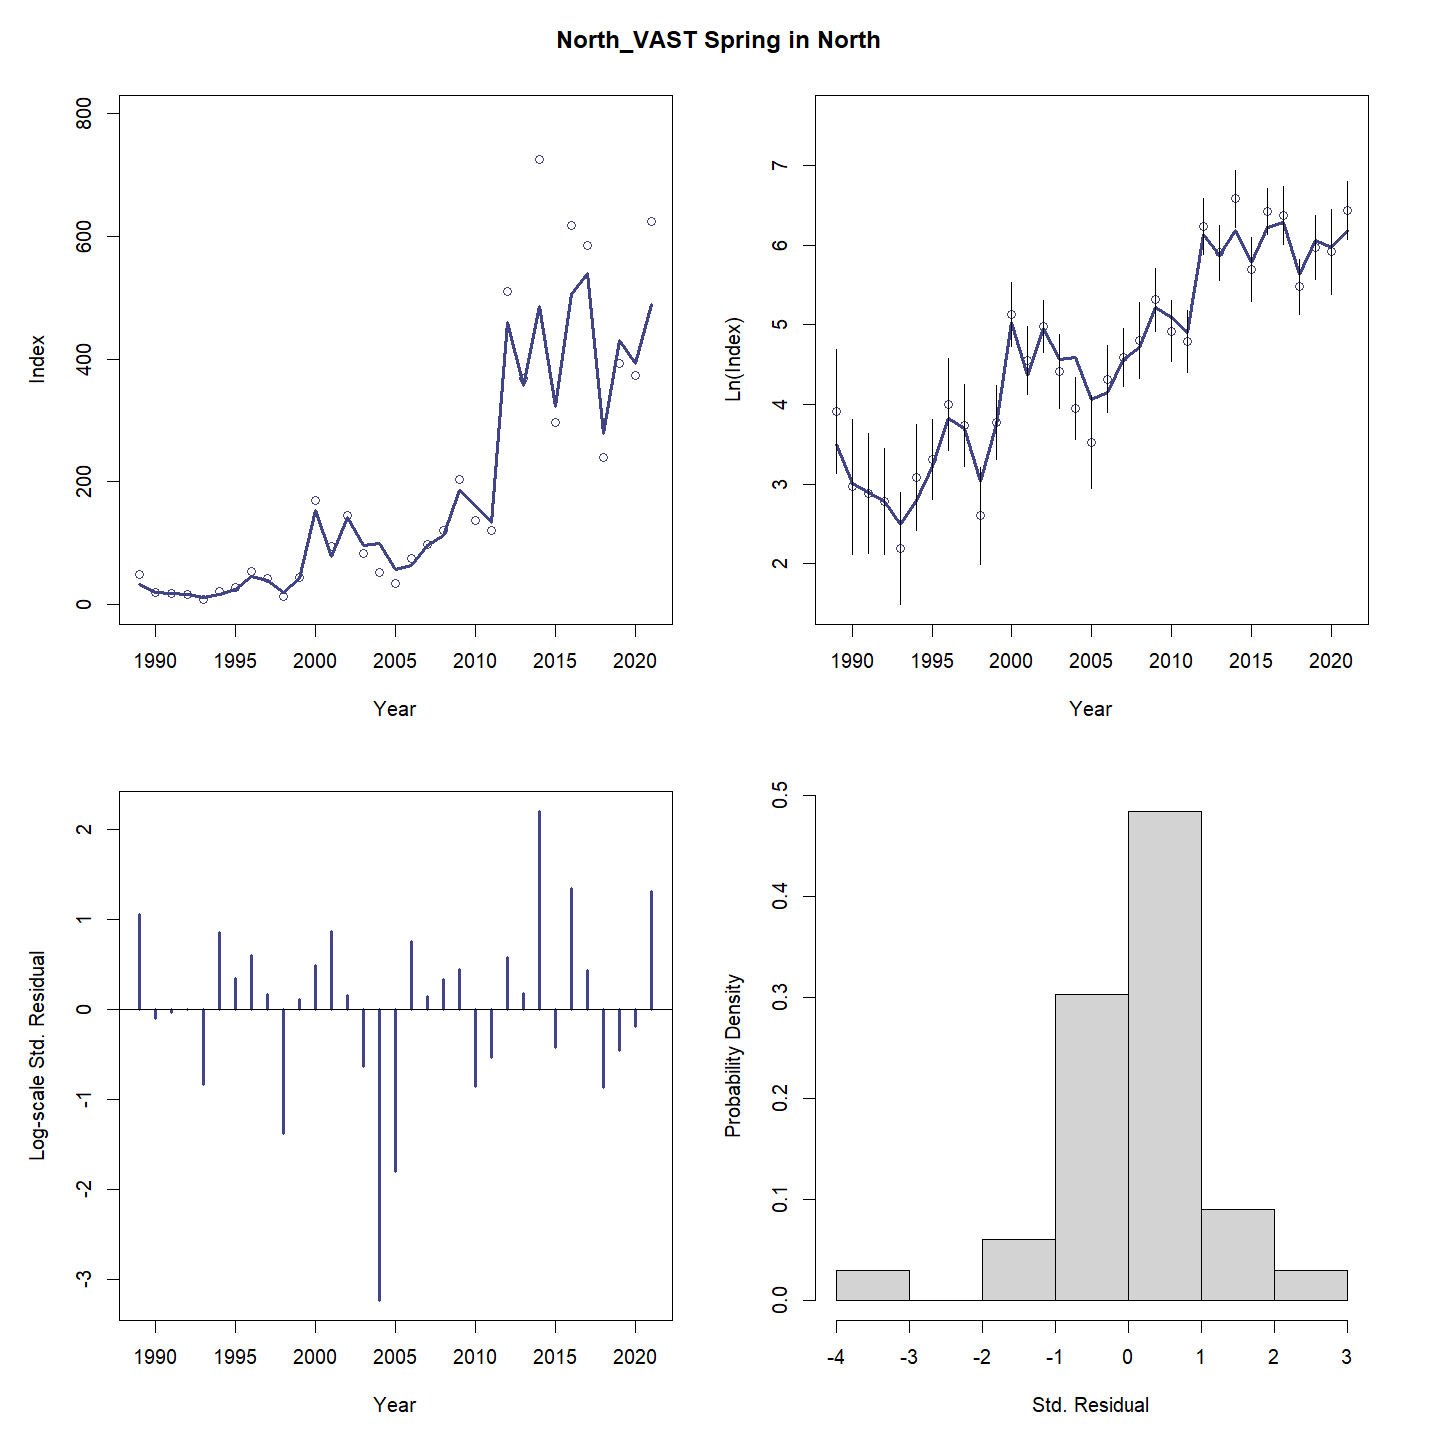 North_VAST Spring in North
Index
0 200 400 600 800
1990 1995 2000 2005 2010 2015 2020
Year
Ln(Index)
2 3 4 5 6 7
1990 1995 2000 2005 2010 2015 2020
Year
Log-scale Std. Residual
-3 -2 -1 0 1 2
1990 1995 2000 2005 2010 2015 2020
Year
Probability Density
0.0 0.1 0.2 0.3 0.4 0.5
-4 -3 -2 -1 0 1 2 3
Std. Residual